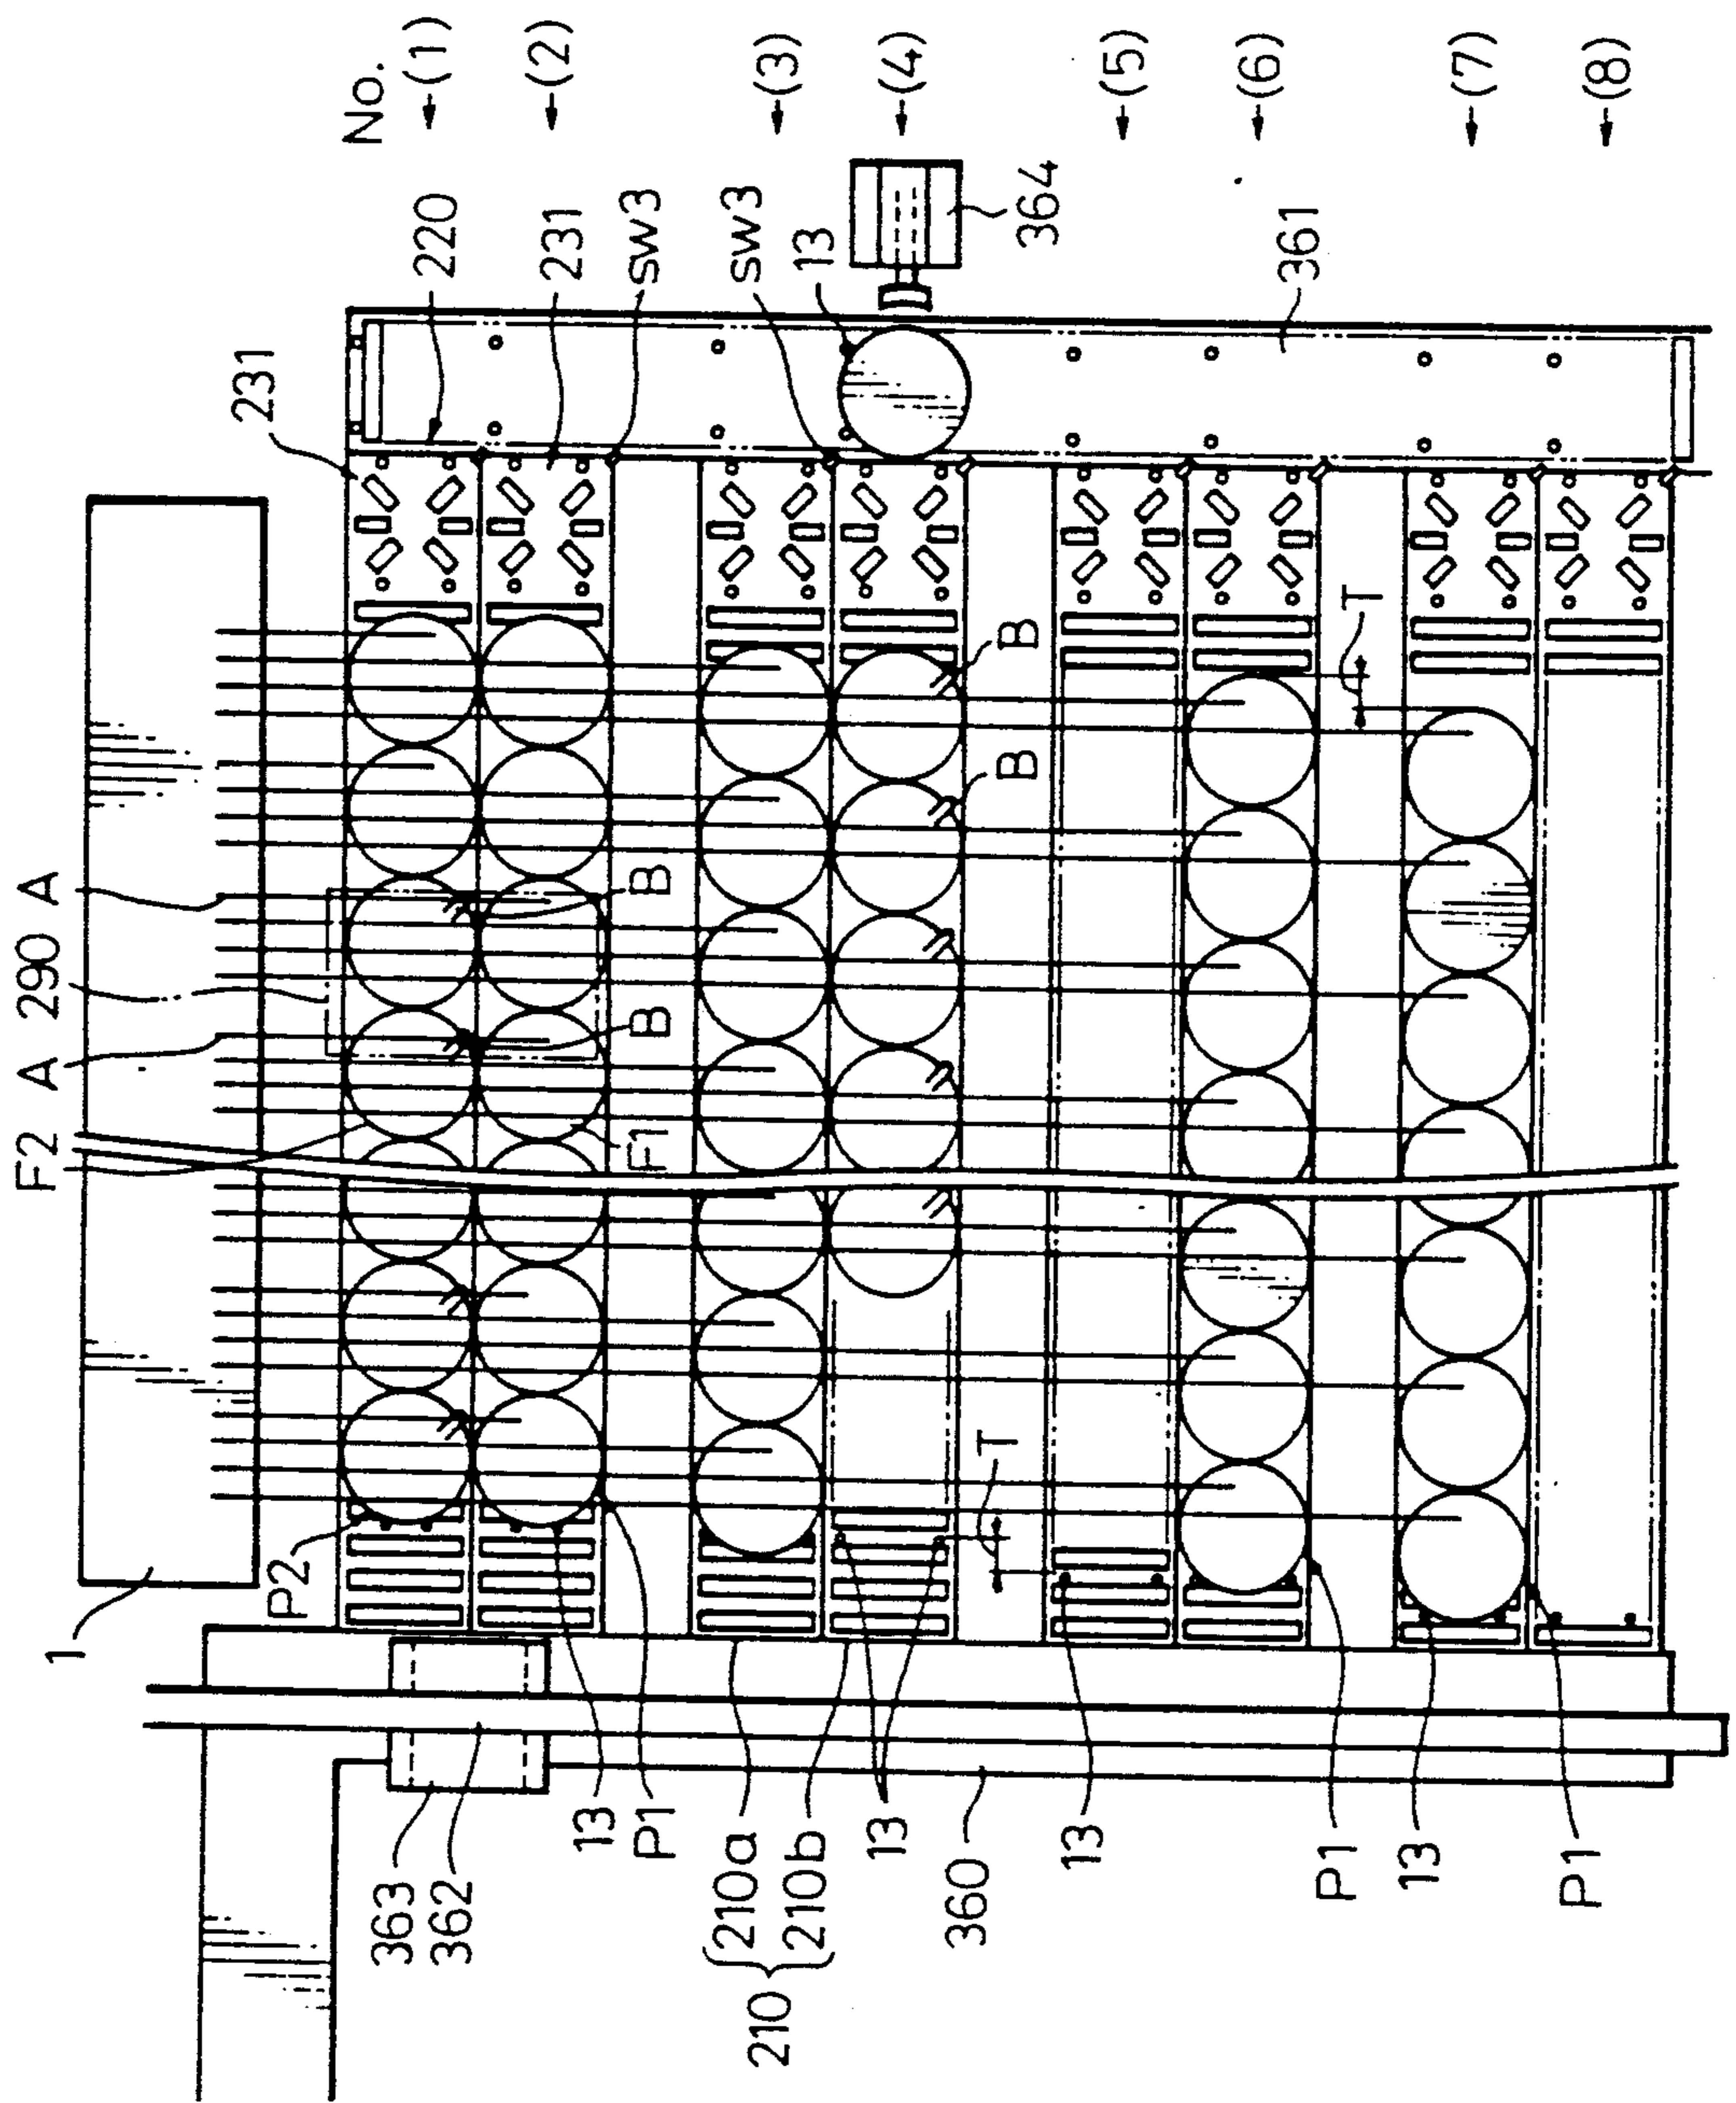 No.
(1)
(2)
(3)
(4)
(5)
(6)
(7)
(8)
220
231
231
sw3
sw3
13
364
361
A
290
A
F2
F1
B
B
B
B
T
T
1
P2
363
362
13
P1
210
210a
210b
13
360
13
P1
13
P1